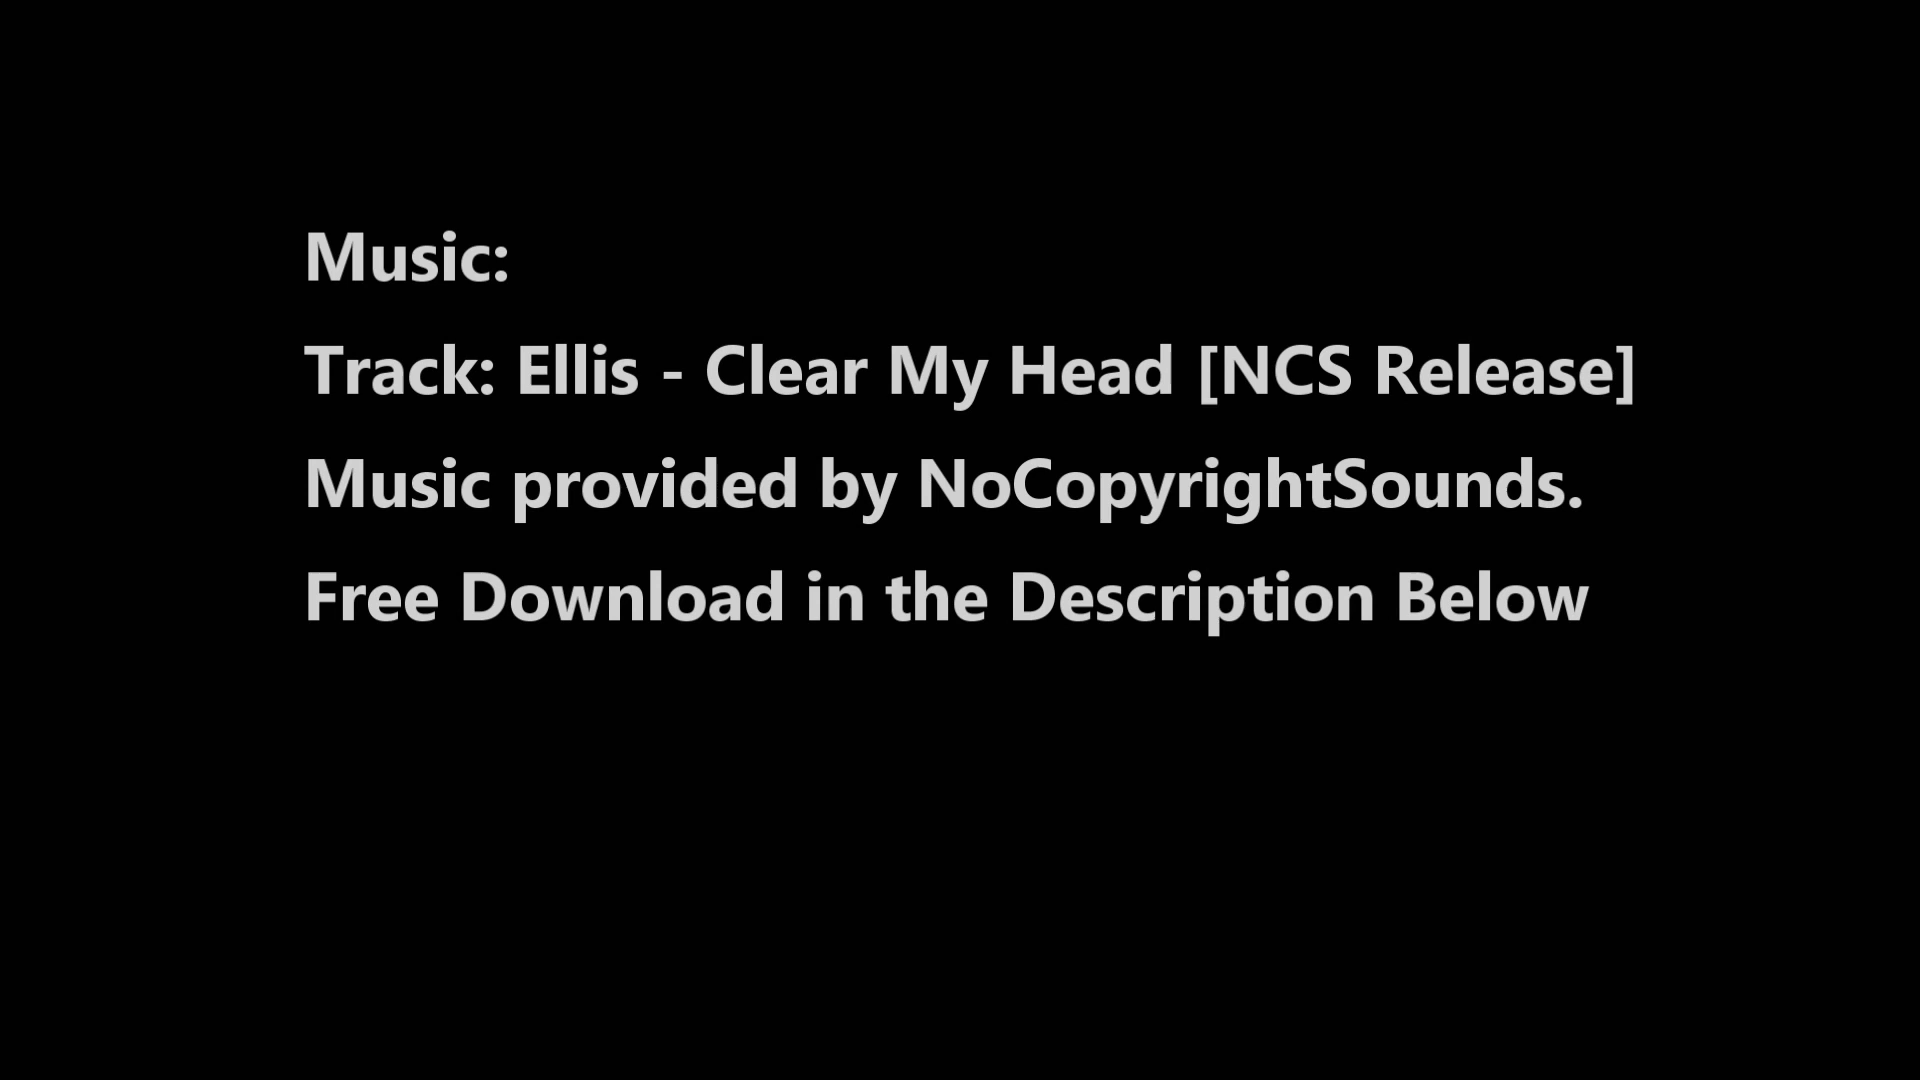 Music:
Track: Ellis - Clear My Head [NCS Release]
Music provided by NoCopyrightSounds.
Free Download in the Description Below